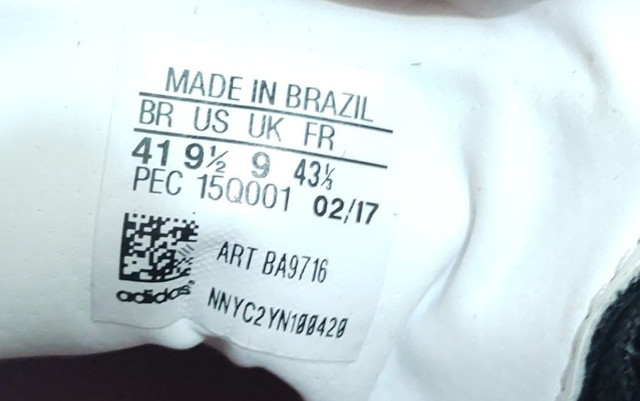 MADE IN BRAZIL
BR US UK FR
41 9½ 9 43⅓
PEC 15Q001 02/17
ART BA9716
adidas
NNYC2YN100420